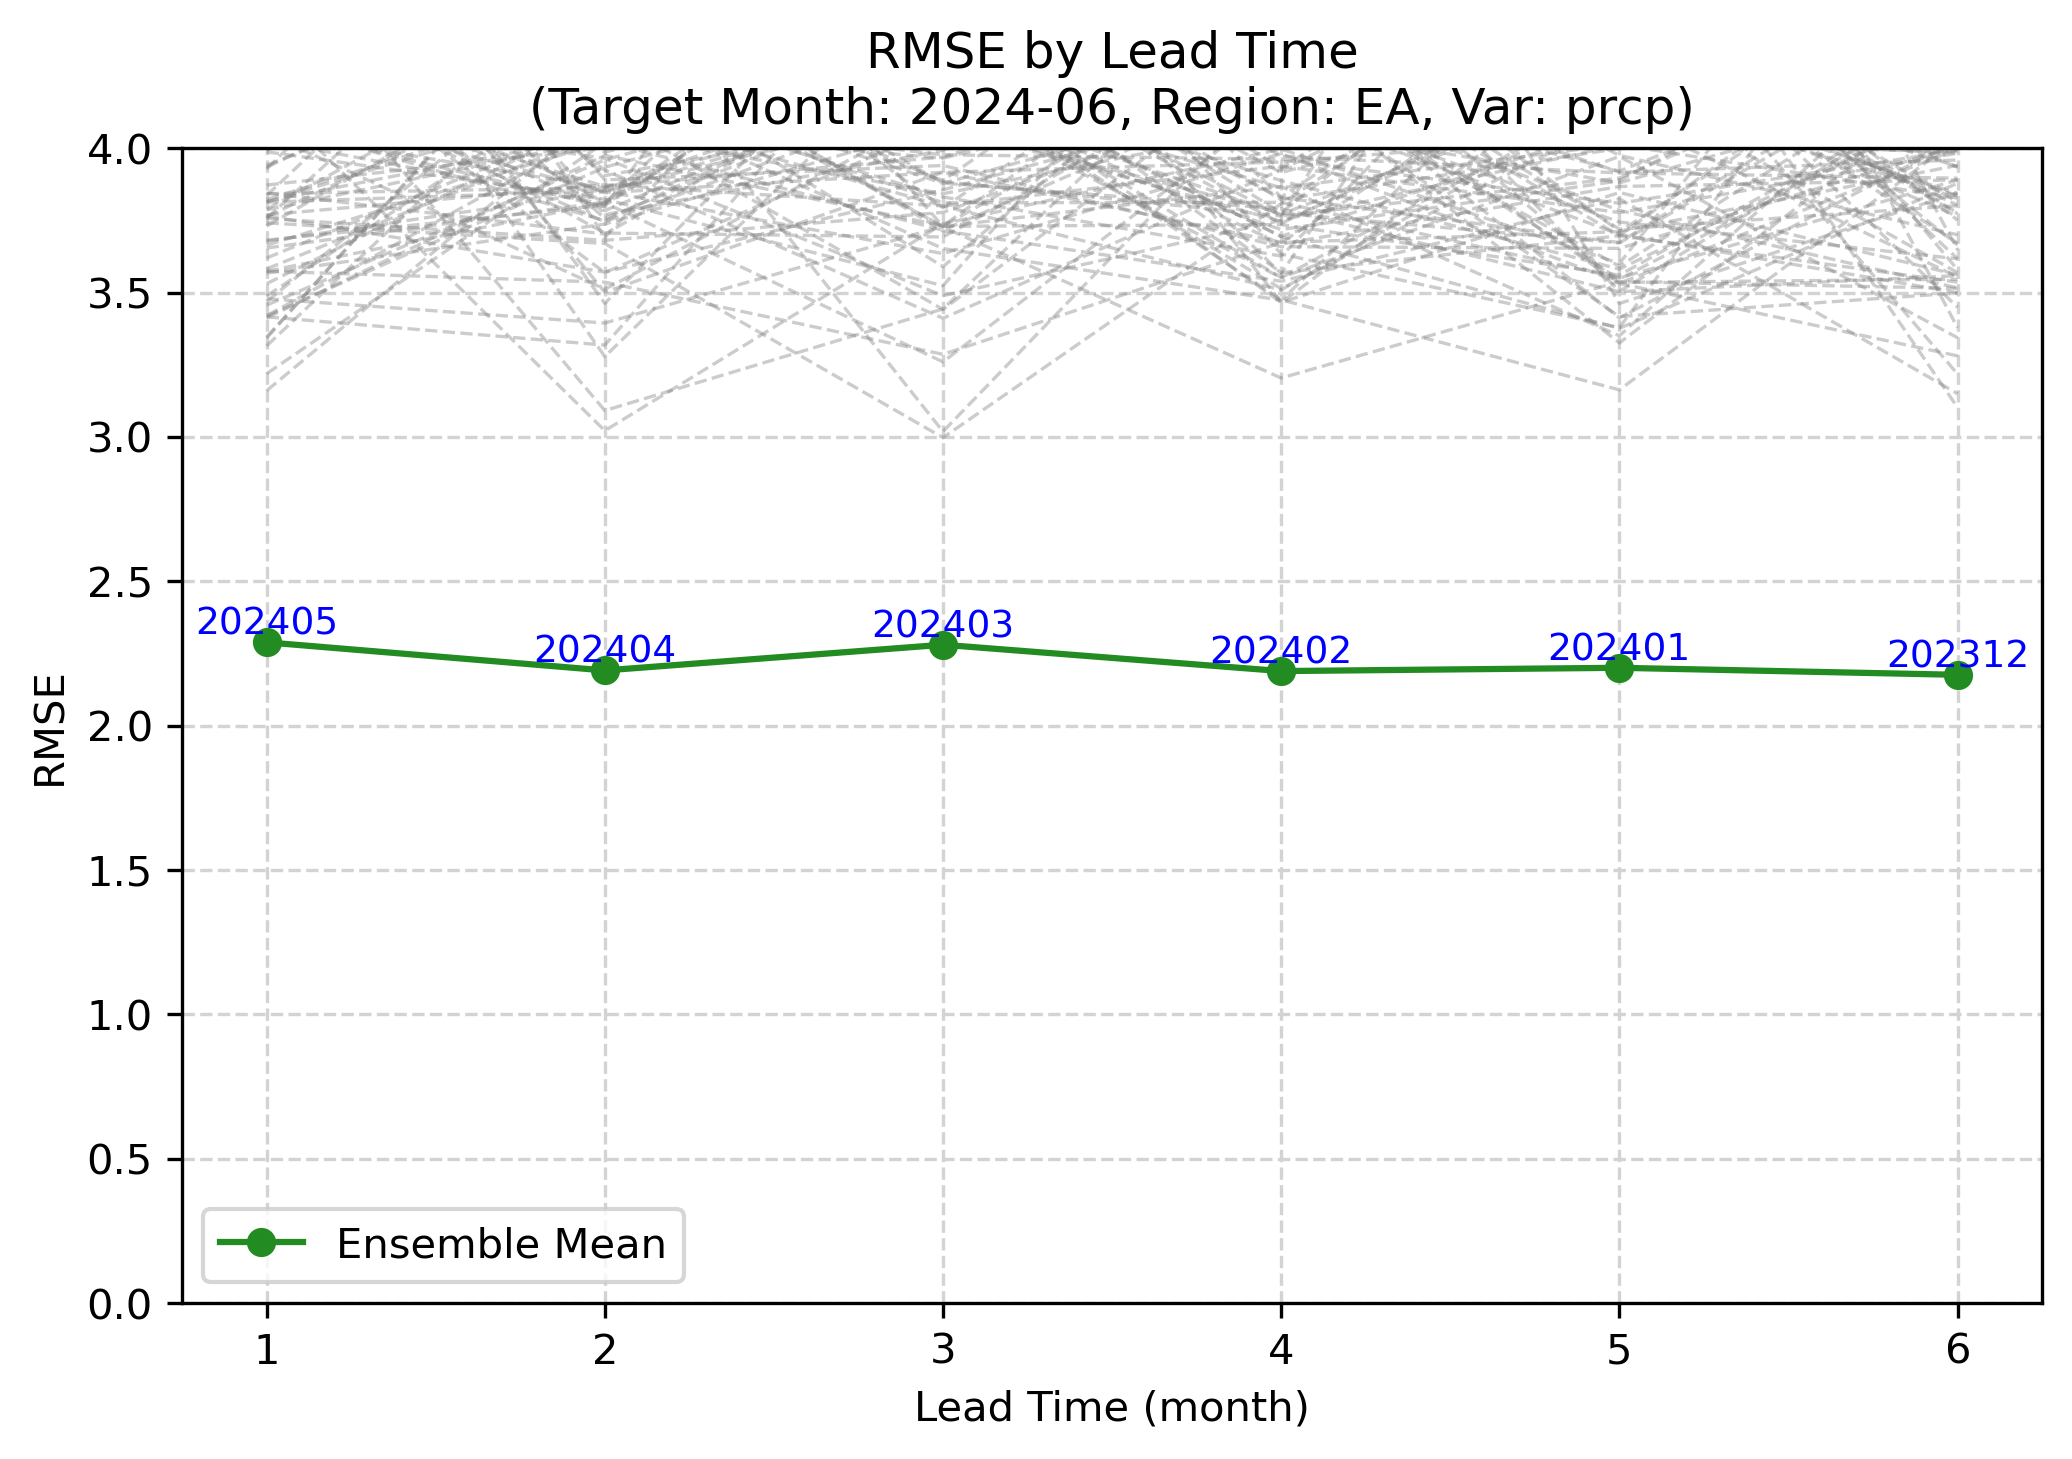 RMSE by Lead Time
(Target Month: 2024-06, Region: EA, Var: prcp)
4.0
3.5
3.0
2.5
2.0
1.5
1.0
0.5
0.0
RMSE
202405
202404
202403
202402
202401
202312
Ensemble Mean
1 2 3 4 5 6
Lead Time (month)